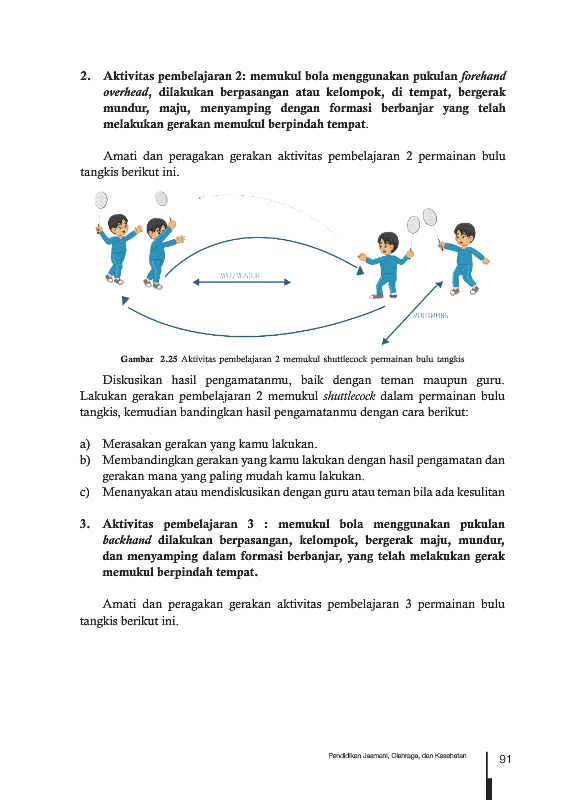 2. Aktivitas pembelajaran 2: memukul bola menggunakan pukulan forehand
overhead, dilakukan berpasangan atau kelompok, di tempat, bergerak
mundur, maju, menyamping dengan formasi berbanjar yang telah
melakukan gerakan memukul berpindah tempat.
Amati dan peragakan gerakan aktivitas pembelajaran 2 permainan bulu
tangkis berikut ini.
MAJU MUNDUR
MENYAMPING
Gambar 2.25 Aktivitas pembelajaran 2 memukul shuttlecock permainan bulu tangkis
Diskusikan hasil pengamatanmu, baik dengan teman maupun guru.
Lakukan gerakan pembelajaran 2 memukul shuttlecock dalam permainan bulu
tangkis, kemudian bandingkan hasil pengamatanmu dengan cara berikut:
a) Merasakan gerakan yang kamu lakukan.
b) Membandingkan gerakan yang kamu lakukan dengan hasil pengamatan dan
gerakan mana yang paling mudah kamu lakukan.
c) Menanyakan atau mendiskusikan dengan guru atau teman bila ada kesulitan
3. Aktivitas pembelajaran 3 : memukul bola menggunakan pukulan
backhand dilakukan berpasangan, kelompok, bergerak maju, mundur,
dan menyamping dalam formasi berbanjar, yang telah melakukan gerak
memukul berpindah tempat.
Amati dan peragakan gerakan aktivitas pembelajaran 3 permainan bulu
tangkis berikut ini.
Pendidikan Jasmani, Olahraga, dan Kesehatan 91